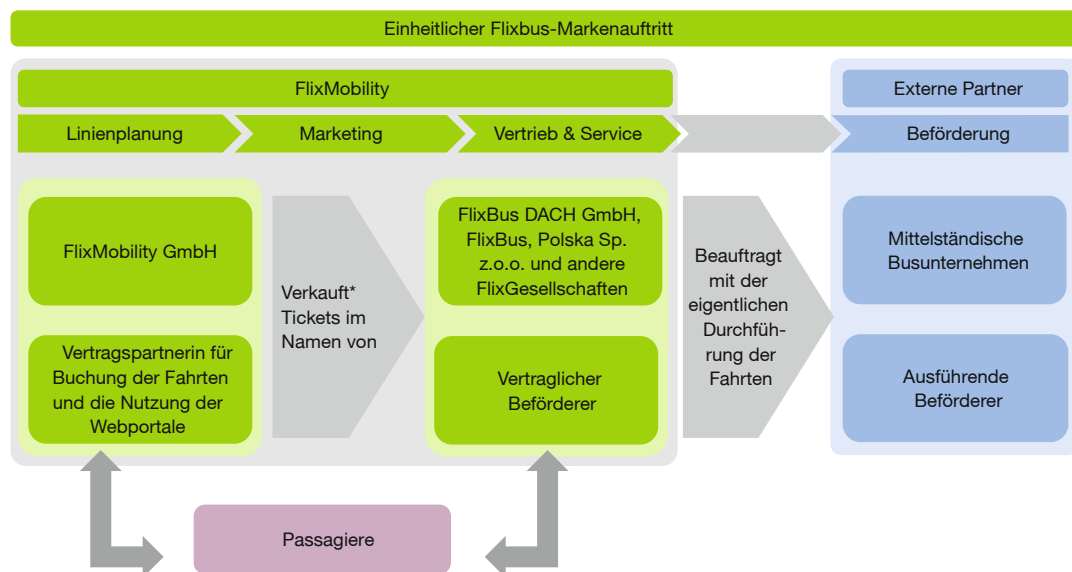 Einheitlicher Flixbus-Markenauftritt
FlixMobility
Externe Partner
Linienplanung
Marketing
Vertrieb & Service
Beförderung
FlixMobility GmbH
Vertragspartnerin für
Buchung der Fahrten
und die Nutzung der
Webportale
Verkauft*
Tickets im
Namen von
FlixBus DACH GmbH,
FlixBus, Polska Sp.
z.o.o. und andere
FlixGesellschaften
Vertraglicher
Beförderer
Beauftragt
mit der
eigentlichen
Durchfüh-
rung der
Fahrten
Mittelständische
Busunternehmen
Ausführende
Beförderer
Passagiere